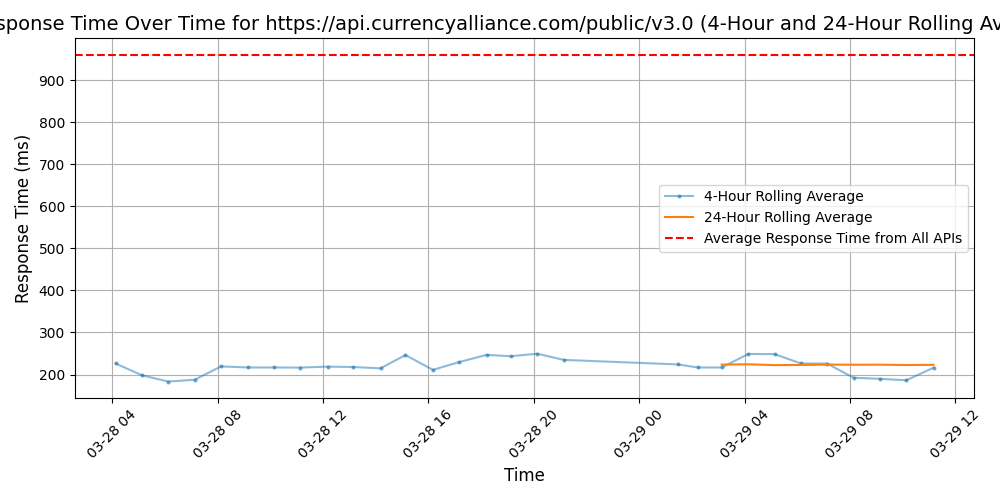 sponse Time Over Time for https://api.currencyalliance.com/public/v3.0 (4-Hour and 24-Hour Rolling Av
Response Time (ms)
900
800
700
600
500
400
300
200
4-Hour Rolling Average
24-Hour Rolling Average
Average Response Time from All APIs
03-28 04
03-28 08
03-28 12
03-28 16
03-28 20
03-29 00
03-29 04
03-29 08
03-29 12
Time